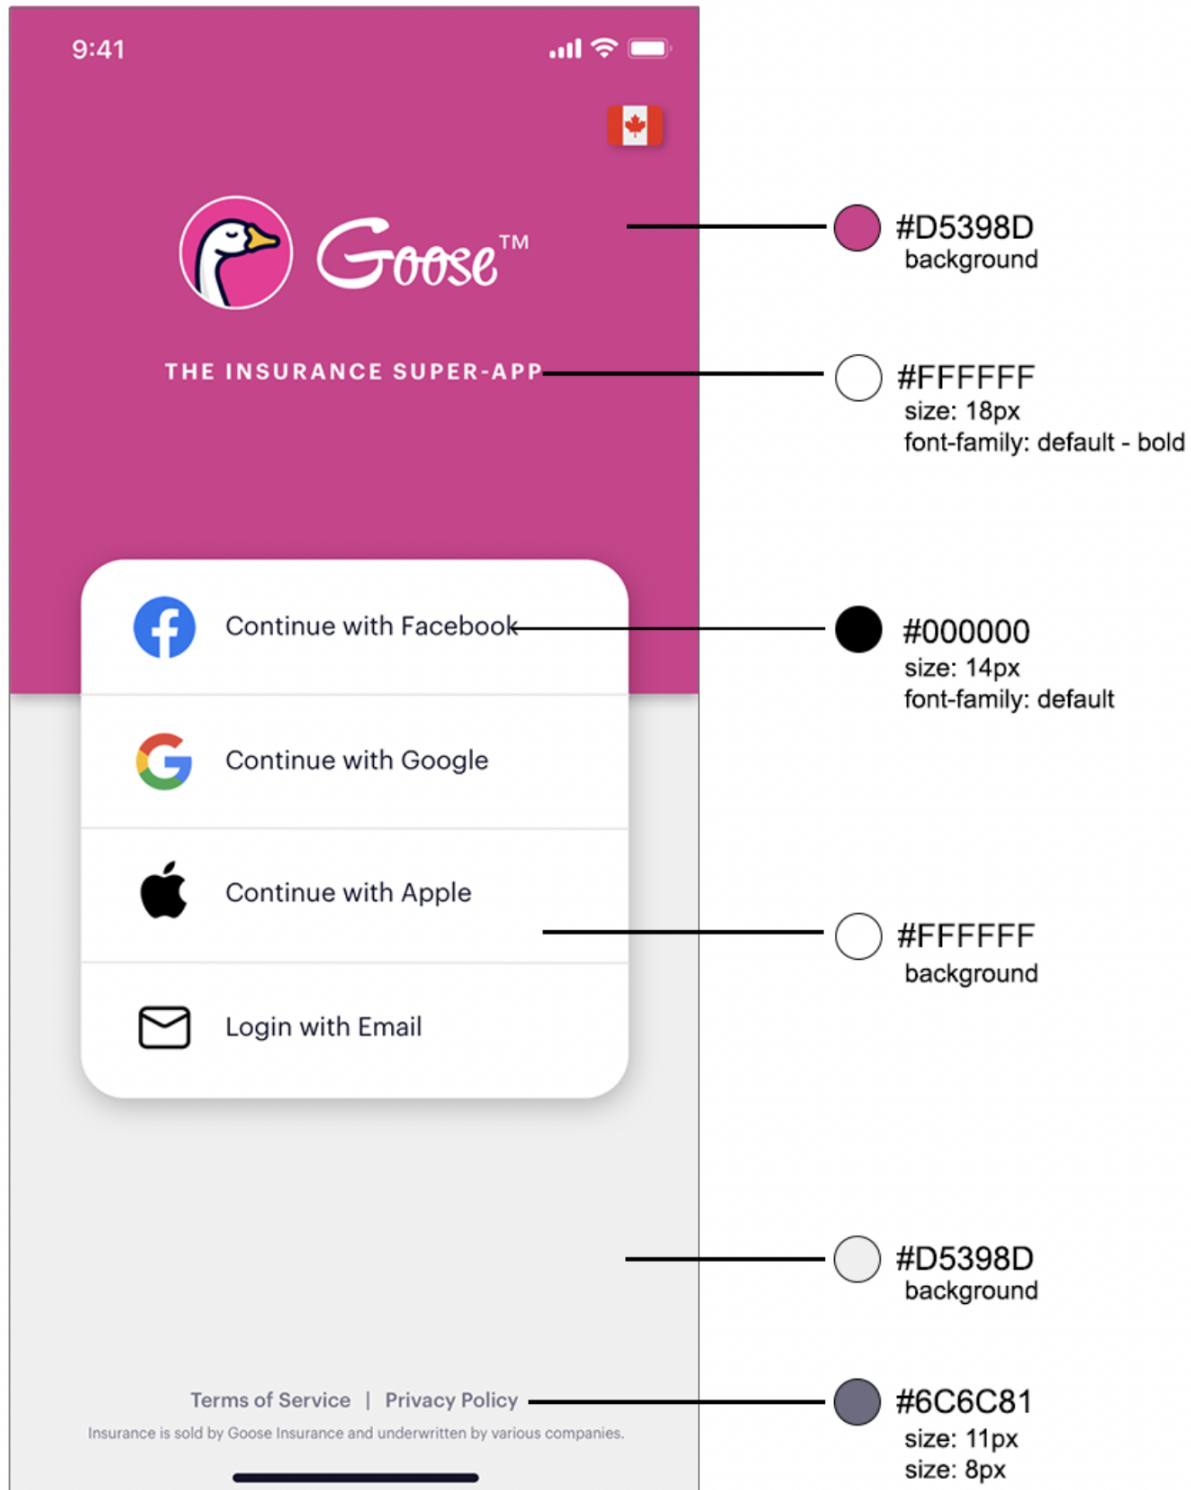 9:41
Goose™
#D5398D
background
THE INSURANCE SUPER-APP
#FFFFFF
size: 18px
font-family: default - bold
Continue with Facebook
#000000
size: 14px
font-family: default
Continue with Google
Continue with Apple
#FFFFFF
background
Login with Email
#D5398D
background
Terms of Service | Privacy Policy
Insurance is sold by Goose Insurance and underwritten by various companies.
#6C6C81
size: 11px
size: 8px